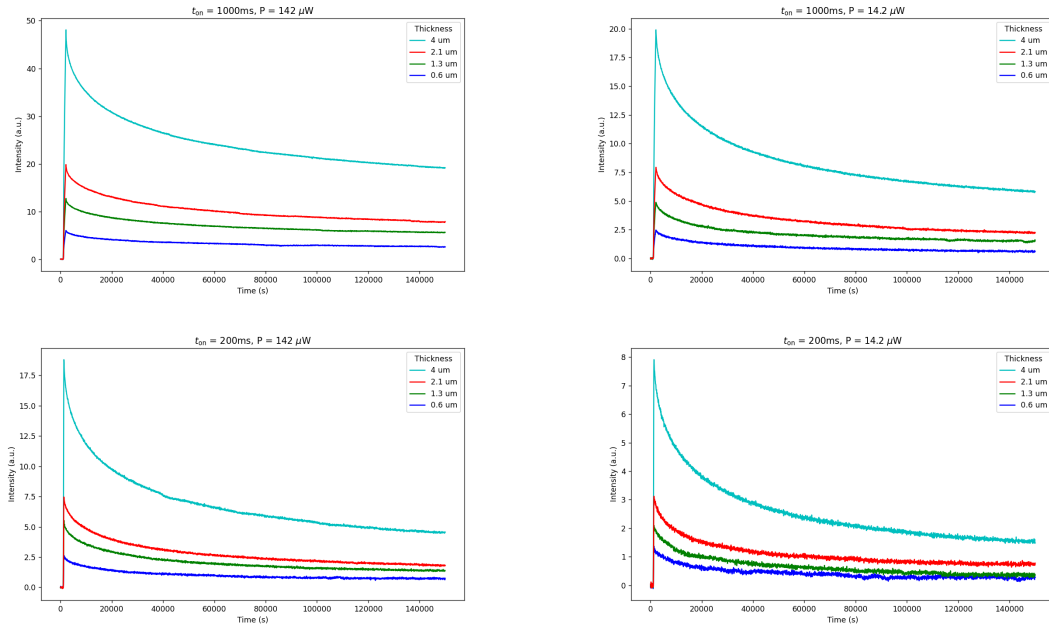 t_on = 1000ms, P = 142 μW
Intensity (a.u.)
50
40
30
20
10
0
Thickness
4 um
2.1 um
1.3 um
0.6 um
0 20000 40000 60000 80000 100000 120000 140000
Time (s)
t_on = 1000ms, P = 14.2 μW
Intensity (a.u.)
20.0
17.5
15.0
12.5
10.0
7.5
5.0
2.5
0.0
Thickness
4 um
2.1 um
1.3 um
0.6 um
0 20000 40000 60000 80000 100000 120000 140000
Time (s)
t_on = 200ms, P = 142 μW
Intensity (a.u.)
17.5
15.0
12.5
10.0
7.5
5.0
2.5
0.0
Thickness
4 um
2.1 um
1.3 um
0.6 um
0 20000 40000 60000 80000 100000 120000 140000
Time (s)
t_on = 200ms, P = 14.2 μW
Intensity (a.u.)
8
7
6
5
4
3
2
1
0
Thickness
4 um
2.1 um
1.3 um
0.6 um
0 20000 40000 60000 80000 100000 120000 140000
Time (s)